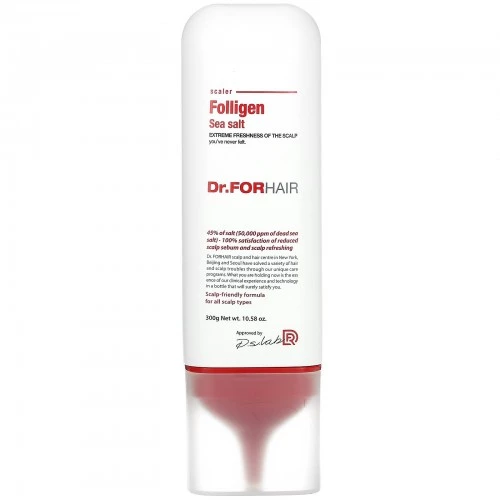 scaler
Folligen
Sea salt
EXTREME FRESHNESS OF THE SCALP
you've never felt.
Dr.FORHAIR
45% of salt (50,000 ppm of dead sea
salt) - 100% satisfaction of reduced
scalp sebum and scalp refreshing
Dr. FORHAIR scalp and hair centre in New York,
Beijing and Seoul have solved a variety of hair
and scalp troubles through our unique care
programs. What you are holding now is the ess
ence of our clinical experience and technology
in a bottle that will surely satisfy you.
Scalp-friendly formula
for all scalp types
300g Net wt. 10.58 oz.
Approved by
Ds.Lab
DR